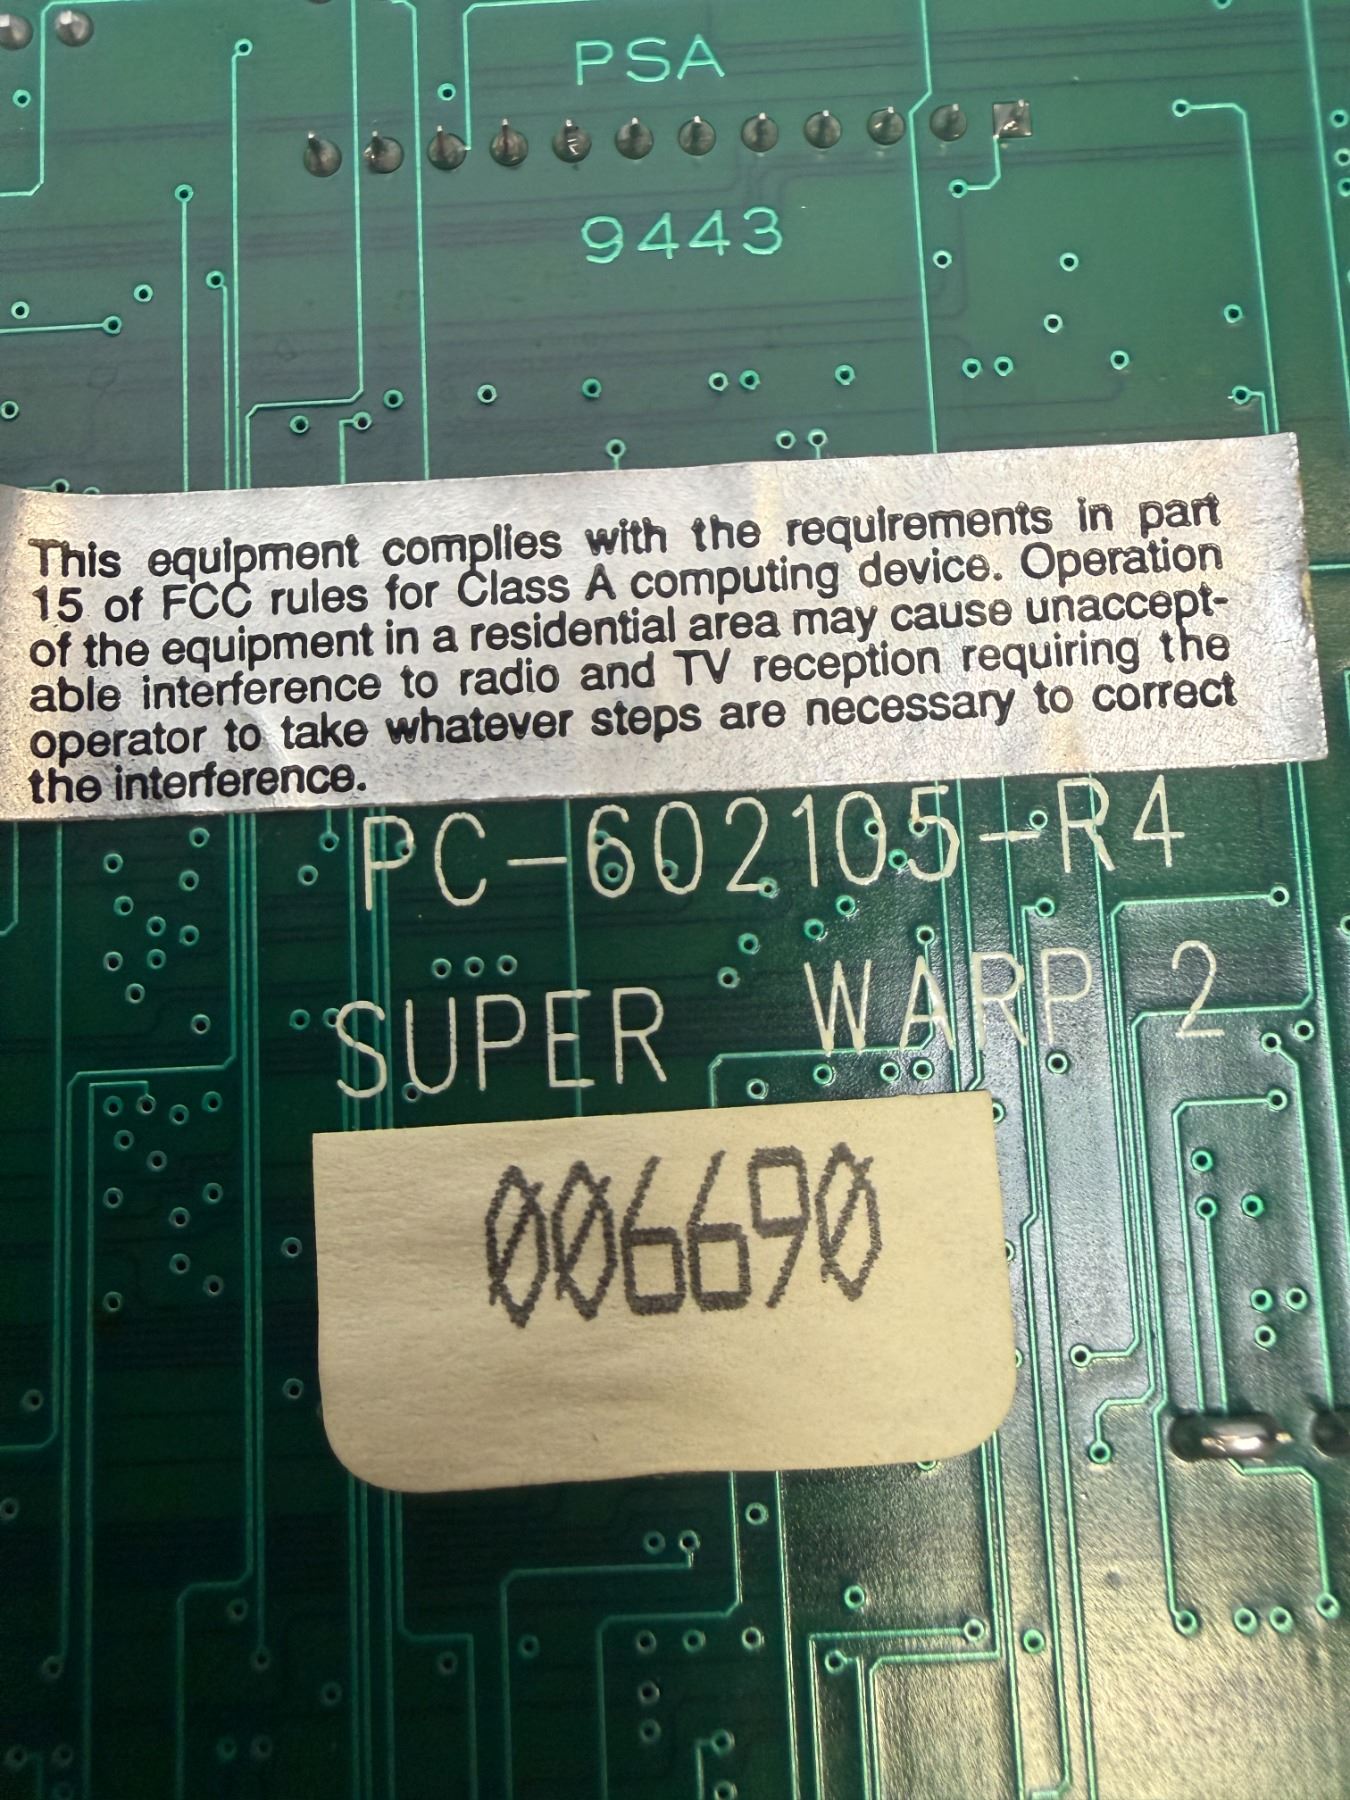 PSA
9443
This equipment complies with the requirements in part
15 of FCC rules for Class A computing device. Operation
of the equipment in a residential area may cause unaccept-
able interference to radio and TV reception requiring the
operator to take whatever steps are necessary to correct
the interference.
PC-602105-R4
SUPER WARP 2
006690